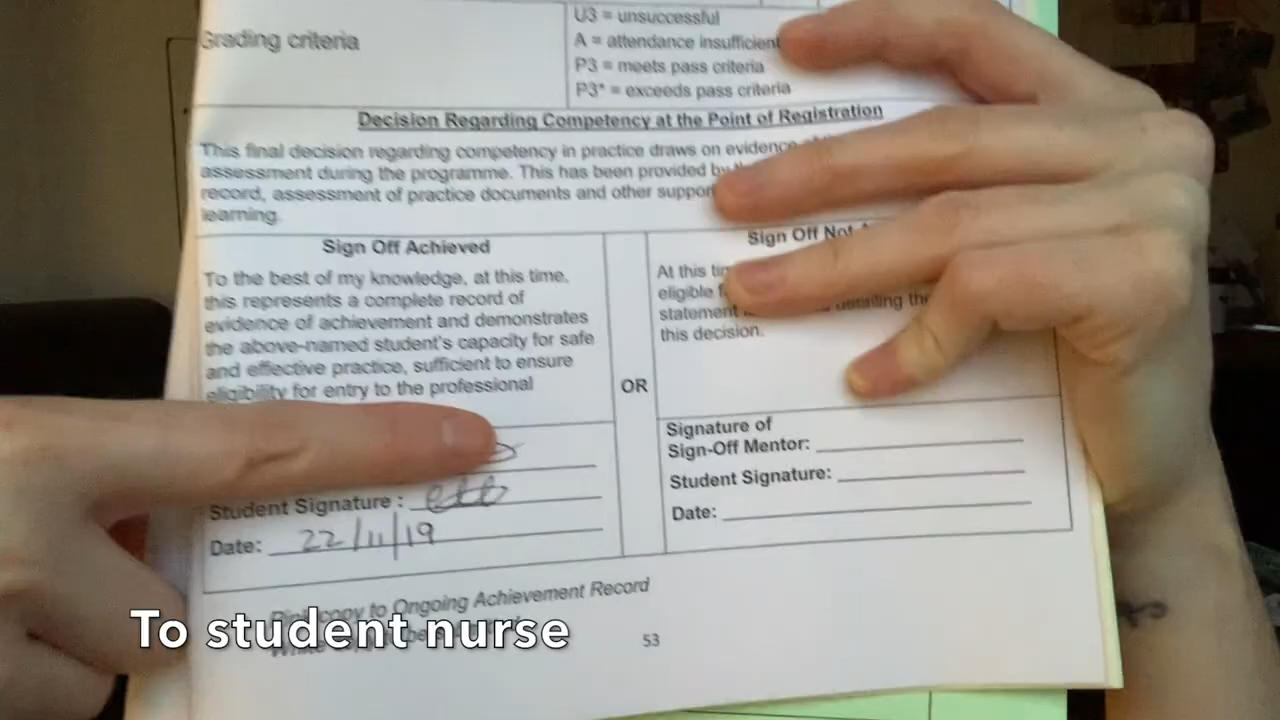 U3 = unsuccessful
Grading criteria
A = attendance insufficient
P3 = meets pass criteria
P3* = exceeds pass criteria
Decision Regarding Competency at the Point of Registration
This final decision regarding competency in practice draws on evidence
assessment during the programme. This has been provided by
record, assessment of practice documents and other
learning.
Sign Off Achieved
To the best of my knowledge, at this time,
this represents a complete record of
evidence of achievement and demonstrates
the above-named student's capacity for safe
and effective practice, sufficient to ensure
eligibility for entry to the professional
Student Signature :
Date: 22/11/19
OR
Sign Off Not
At this
eligible
statement detailing the
this decision.
Signature of
Sign-Off Mentor:
Student Signature:
Date:
copy to Ongoing Achievement Record
53
To student nurse